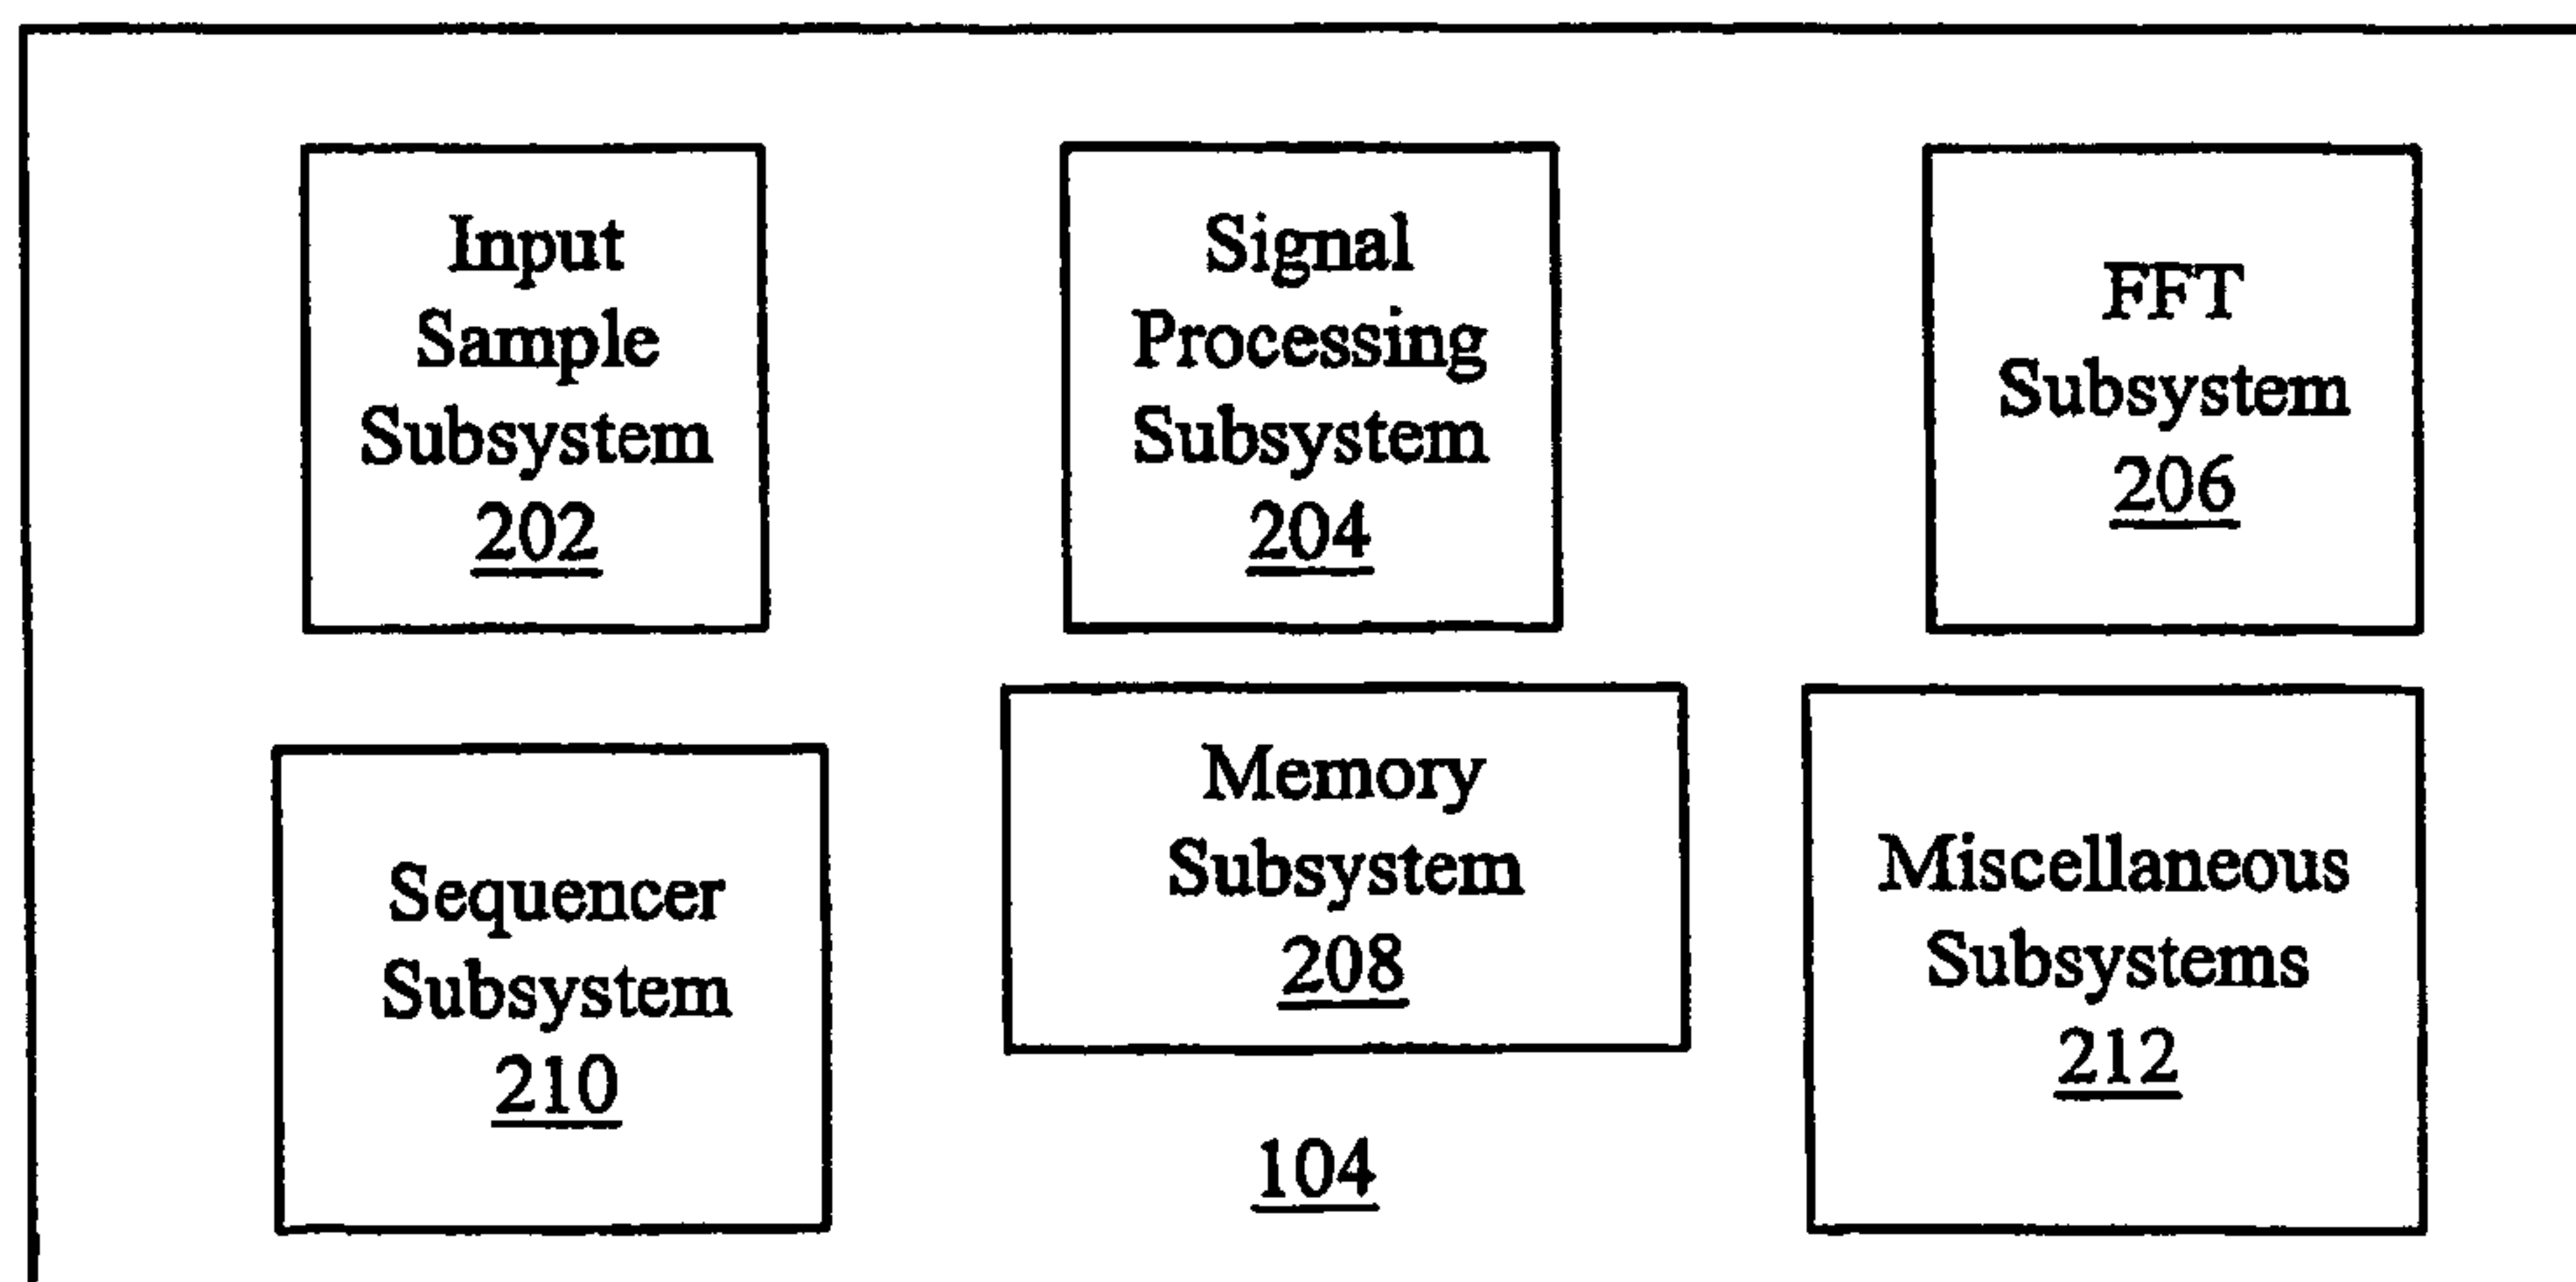 Input
Sample
Subsystem
202
Signal
Processing
Subsystem
204
FFT
Subsystem
206
Sequencer
Subsystem
210
Memory
Subsystem
208
Miscellaneous
Subsystems
212
104